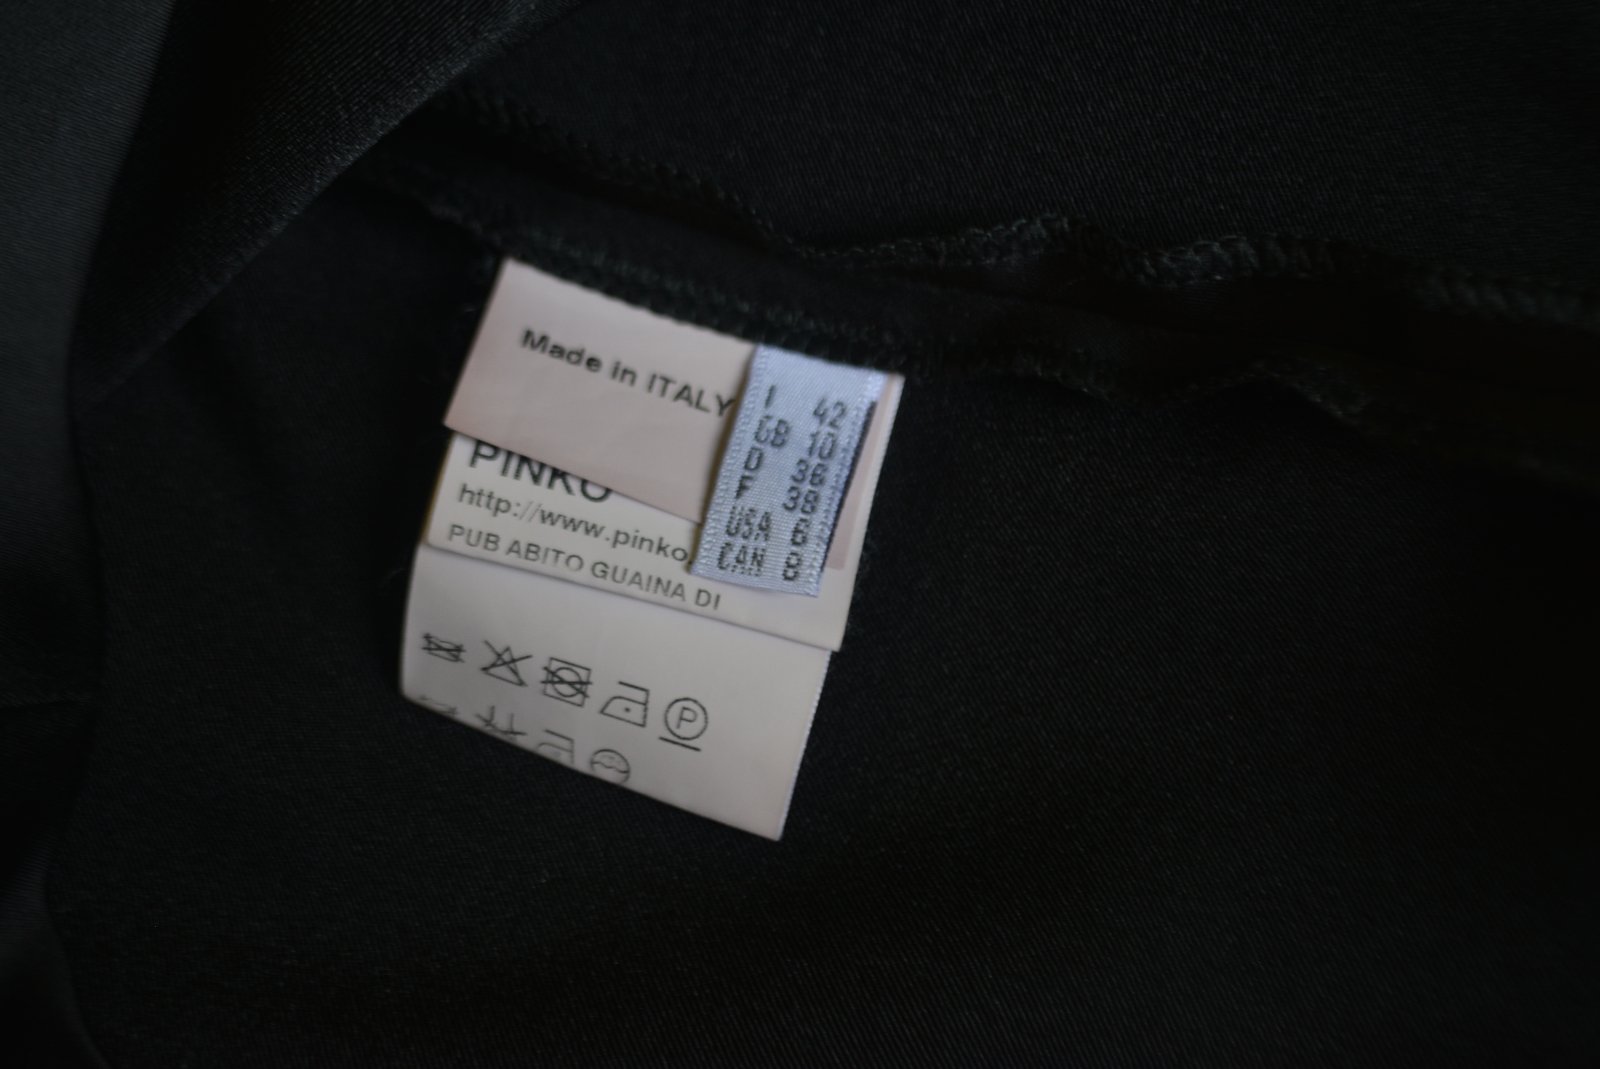 Made in ITALY
I 42
GB 10
D 38
F 38
USA 6
CAN 8
PINKO
http://www.pinko
PUB ABITO GUAINA DI
P